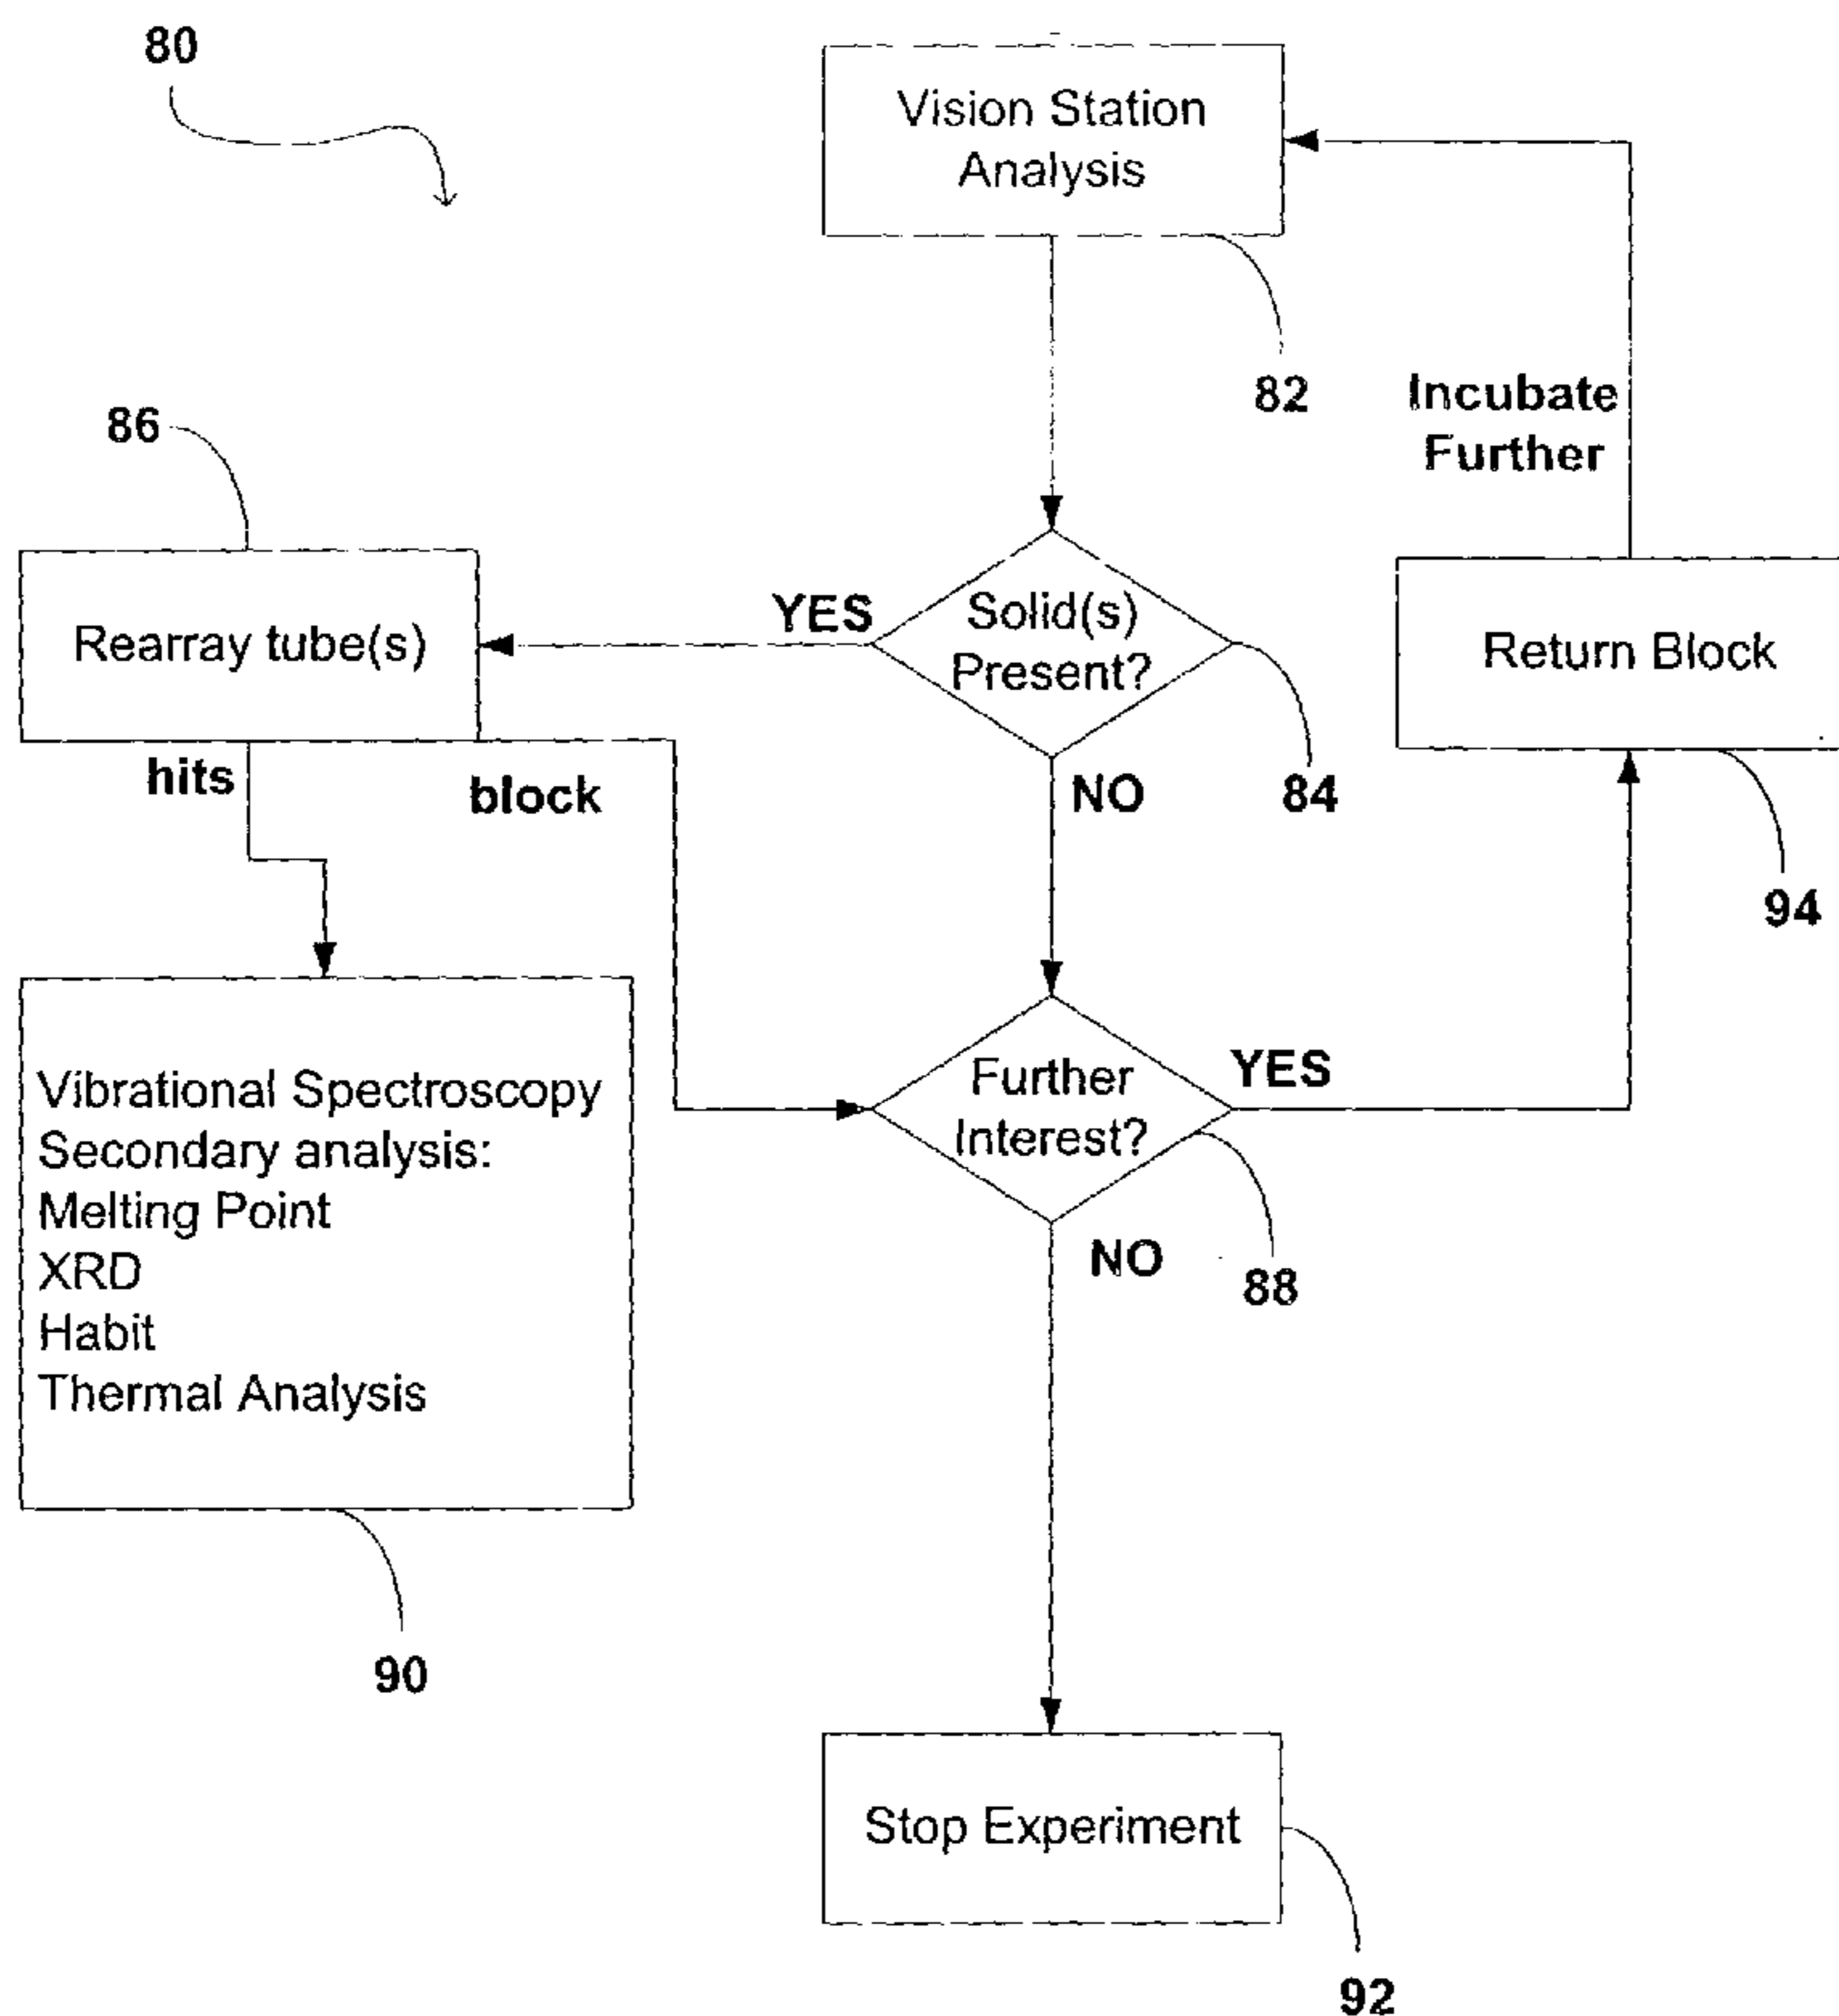 80
Vision Station
Analysis
82
Incubate
Further
86
Rearray tube(s)
YES
Solid(s)
Present?
Return Block
hits
block
NO
84
94
Vibrational Spectroscopy
Secondary analysis:
Melting Point
XRD
Habit
Thermal Analysis
Further
Interest?
YES
NO
88
90
Stop Experiment
92